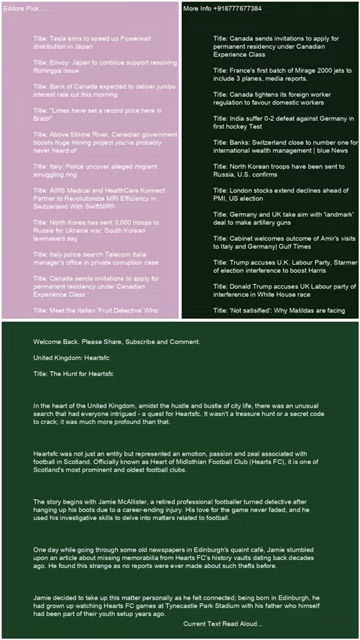 Editors Pick...
Title: Tesla aims to speed up Powerwall
distribution in Japan
Title: Envoy: Japan to continue support resolving
Rohingya issue
Title: Bank of Canada expected to deliver jumbo
interest rate cut this morning
Title: "Limes have set a record price here in
Brazil"
Title: Above Stikine River, Canadian government
boosts huge mining project you've probably
never heard of
Title: Italy: Police uncover alleged migrant
smuggling ring
Title: AIRS Medical and HealthCare Konnect
Partner to Revolutionize MRI Efficiency in
Switzerland With SwiftMR®
Title: North Korea has sent 3,000 troops to
Russia for Ukraine war, South Korean
lawmakers say
Title: Italy police search Telecom Italia
manager's office in private corruption case
Title: Canada sends invitations to apply for
permanent residency under Canadian
Experience Class
Title: Meet the Italian 'Fruit Detective' Who
More Info +918777677384
Title: Canada sends invitations to apply for
permanent residency under Canadian
Experience Class
Title: France's first batch of Mirage 2000 jets to
include 3 planes, media reports.
Title: Canada tightens its foreign worker
regulation to favour domestic workers
Title: India suffer 0-2 defeat against Germany in
first hockey Test
Title: Banks: Switzerland close to number one for
international wealth management | blue News
Title: North Korean troops have been sent to
Russia, U.S. confirms
Title: London stocks extend declines ahead of
PMI, US election
Title: Germany and UK take aim with 'landmark'
deal to make artillery guns
Title: Cabinet welcomes outcome of Amir's visits
to Italy and Germany| Gulf Times
Title: Trump accuses U.K. Labour Party, Starmer
of election interference to boost Harris
Title: Donald Trump accuses UK Labour party of
interference in White House race
Title: 'Not satisified': Why Matildas are facing
Welcome Back. Please Share, Subscribe and Comment.
United Kingdom: Heartsfc
Title: The Hunt for Heartsfc
In the heart of the United Kingdom, amidst the hustle and bustle of city life, there was an unusual
search that had everyone intrigued - a quest for Heartsfc. It wasn't a treasure hunt or a secret code
to crack; it was much more profound than that.
Heartsfc was not just an entity but represented an emotion, passion and zeal associated with
football in Scotland. Officially known as Heart of Midlothian Football Club (Hearts FC), it is one of
Scotland's most prominent and oldest football clubs.
The story begins with Jamie McAllister, a retired professional footballer turned detective after
hanging up his boots due to a career-ending injury. His love for the game never faded, and he
used his investigative skills to delve into matters related to football.
One day while going through some old newspapers in Edinburgh's quaint café, Jamie stumbled
upon an article about missing memorabilia from Hearts FC's history vaults dating back decades
ago. He found this strange as no reports were ever made about such thefts before.
Jamie decided to take up this matter personally as he felt connected; being born in Edinburgh, he
had grown up watching Hearts FC games at Tynecastle Park Stadium with his father who himself
had been part of their youth setup years ago.
Current Text Read Aloud...